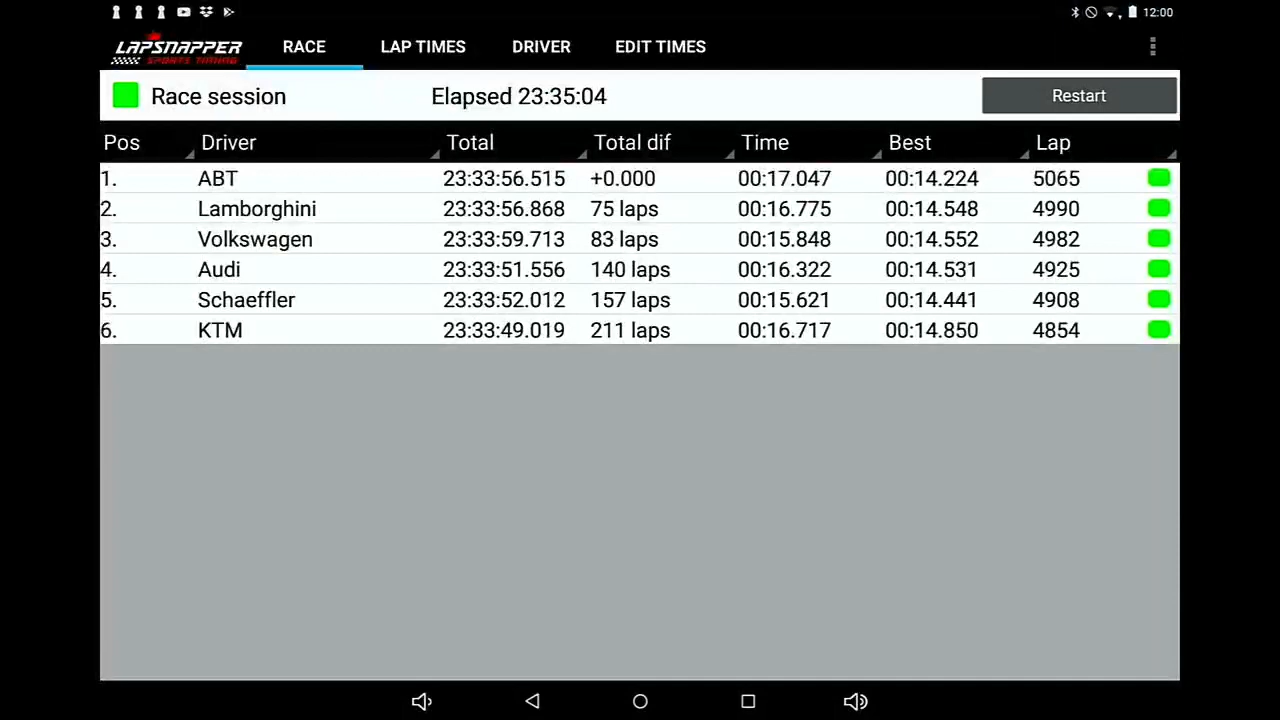 12:00
LAPSNAPPER
SPORTS TIMING
RACE LAP TIMES DRIVER EDIT TIMES
Race session Elapsed 23:35:04 Restart
Pos Driver Total Total dif Time Best Lap
1. ABT 23:33:56.515 +0.000 00:17.047 00:14.224 5065
2. Lamborghini 23:33:56.868 75 laps 00:16.775 00:14.548 4990
3. Volkswagen 23:33:59.713 83 laps 00:15.848 00:14.552 4982
4. Audi 23:33:51.556 140 laps 00:16.322 00:14.531 4925
5. Schaeffler 23:33:52.012 157 laps 00:15.621 00:14.441 4908
6. KTM 23:33:49.019 211 laps 00:16.717 00:14.850 4854